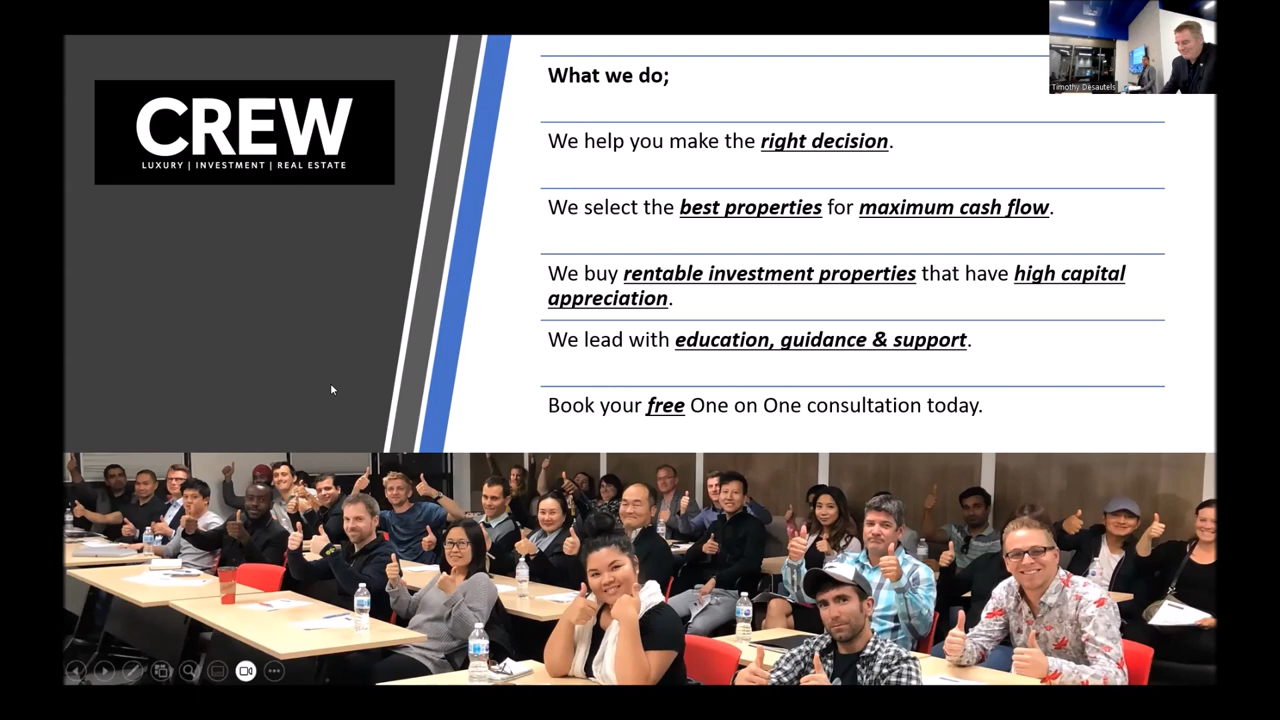 CREW
LUXURY | INVESTMENT | REAL ESTATE
What we do;
We help you make the right decision.
We select the best properties for maximum cash flow.
We buy rentable investment properties that have high capital
appreciation.
We lead with education, guidance & support.
Book your free One on One consultation today.
Timothy Desautels